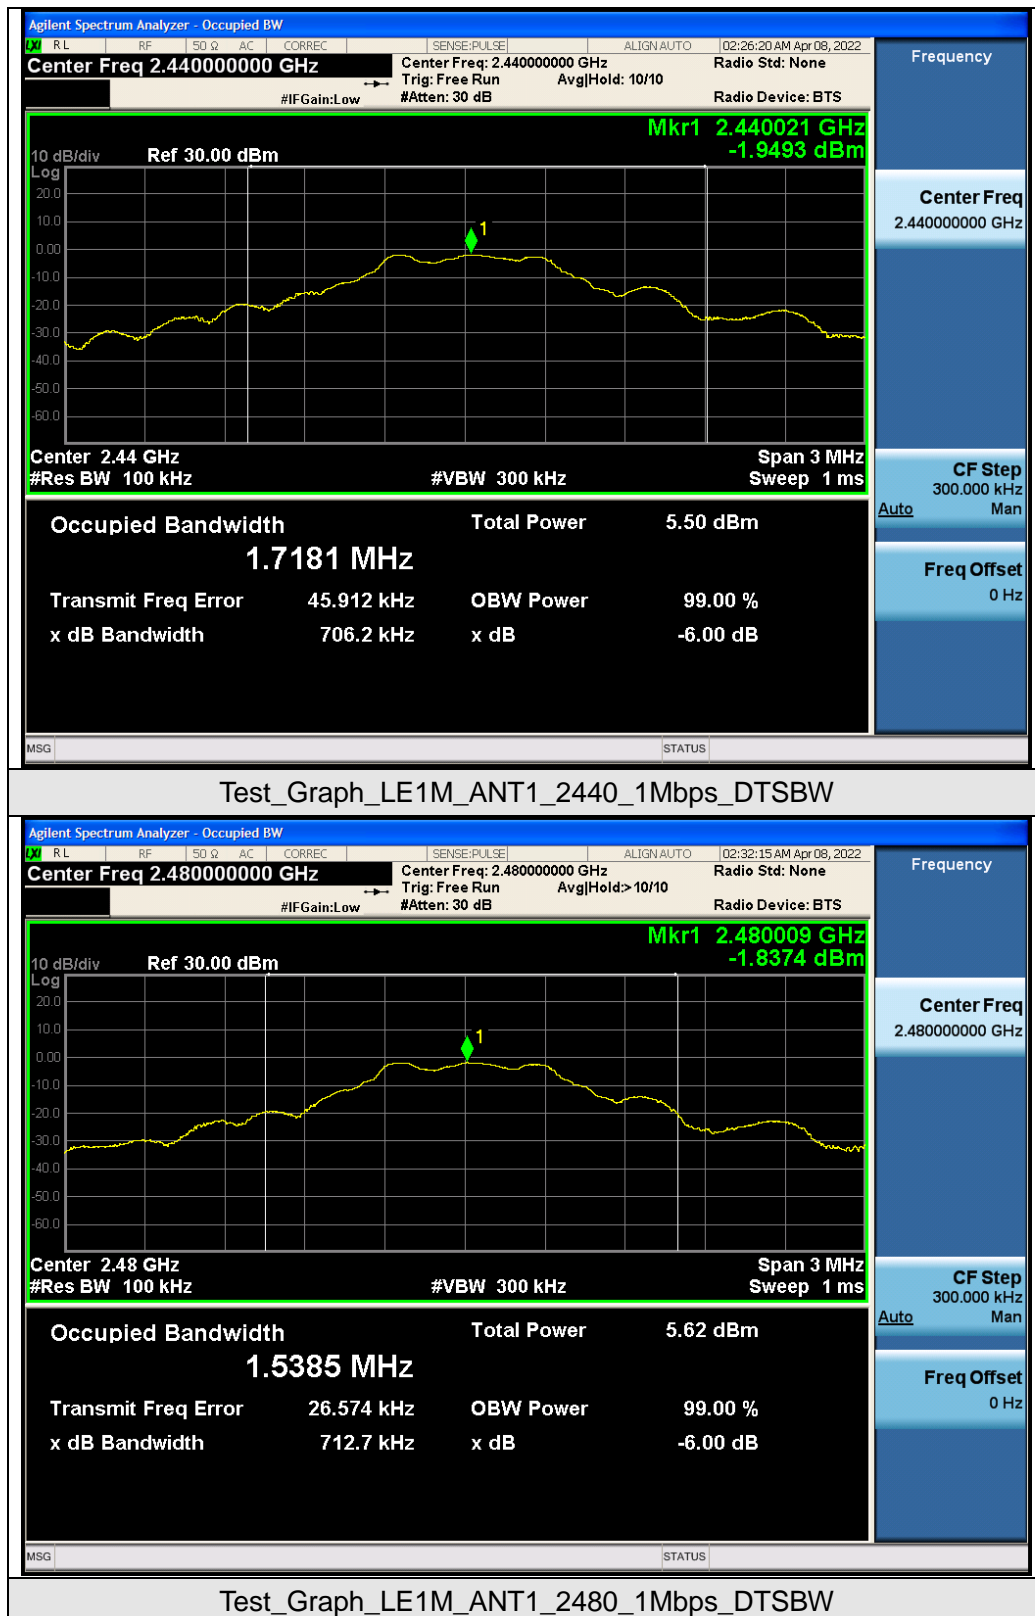 Agilent Spectrum Analyzer - Occupied BW
LXI RL RF 50 Ω AC CORREC SENSE:PULSE ALIGN AUTO 02:26:20 AM Apr 08, 2022
Center Freq 2.440000000 GHz
Center Freq: 2.440000000 GHz
Radio Std: None
Trig: Free Run Avg|Hold: 10/10
#IFGain:Low
#Atten: 30 dB
Radio Device: BTS
Frequency
Mkr1 2.440021 GHz
-1.9493 dBm
10 dB/div Ref 30.00 dBm
Log
20.0
10.0
0.00
-10.0
-20.0
-30.0
-40.0
-50.0
-60.0
1
Center Freq
2.440000000 GHz
Center 2.44 GHz Span 3 MHz
#Res BW 100 kHz #VBW 300 kHz Sweep 1 ms
CF Step
300.000 kHz
Auto Man
Occupied Bandwidth Total Power 5.50 dBm
1.7181 MHz
Transmit Freq Error 45.912 kHz OBW Power 99.00 %
x dB Bandwidth 706.2 kHz x dB -6.00 dB
Freq Offset
0 Hz
MSG STATUS
Test_Graph_LE1M_ANT1_2440_1Mbps_DTSBW
Agilent Spectrum Analyzer - Occupied BW
LXI RL RF 50 Ω AC CORREC SENSE:PULSE ALIGN AUTO 02:32:15 AM Apr 08, 2022
Center Freq 2.480000000 GHz
Center Freq: 2.480000000 GHz
Radio Std: None
Trig: Free Run Avg|Hold:>10/10
#IFGain:Low
#Atten: 30 dB
Radio Device: BTS
Frequency
Mkr1 2.480009 GHz
-1.8374 dBm
10 dB/div Ref 30.00 dBm
Log
20.0
10.0
0.00
-10.0
-20.0
-30.0
-40.0
-50.0
-60.0
1
Center Freq
2.480000000 GHz
Center 2.48 GHz Span 3 MHz
#Res BW 100 kHz #VBW 300 kHz Sweep 1 ms
CF Step
300.000 kHz
Auto Man
Occupied Bandwidth Total Power 5.62 dBm
1.5385 MHz
Transmit Freq Error 26.574 kHz OBW Power 99.00 %
x dB Bandwidth 712.7 kHz x dB -6.00 dB
Freq Offset
0 Hz
MSG STATUS
Test_Graph_LE1M_ANT1_2480_1Mbps_DTSBW